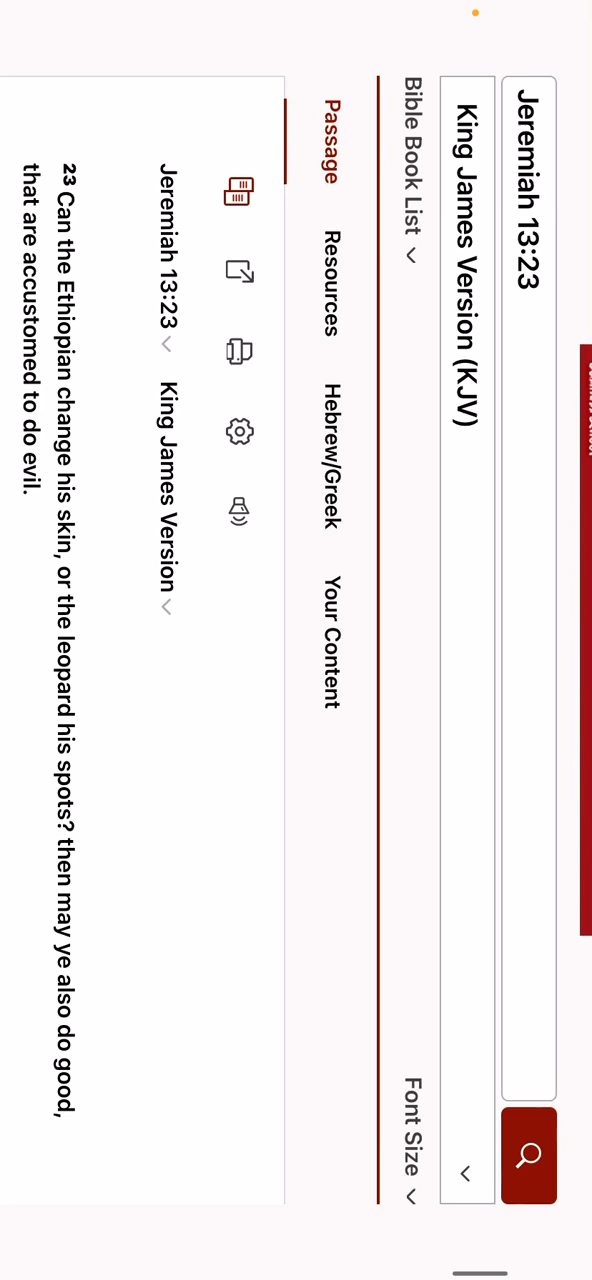 Jeremiah 13:23
King James Version (KJV)
Bible Book List
Font Size
Passage Resources Hebrew/Greek Your Content
Jeremiah 13:23 King James Version
23 Can the Ethiopian change his skin, or the leopard his spots? then may ye also do good,
that are accustomed to do evil.